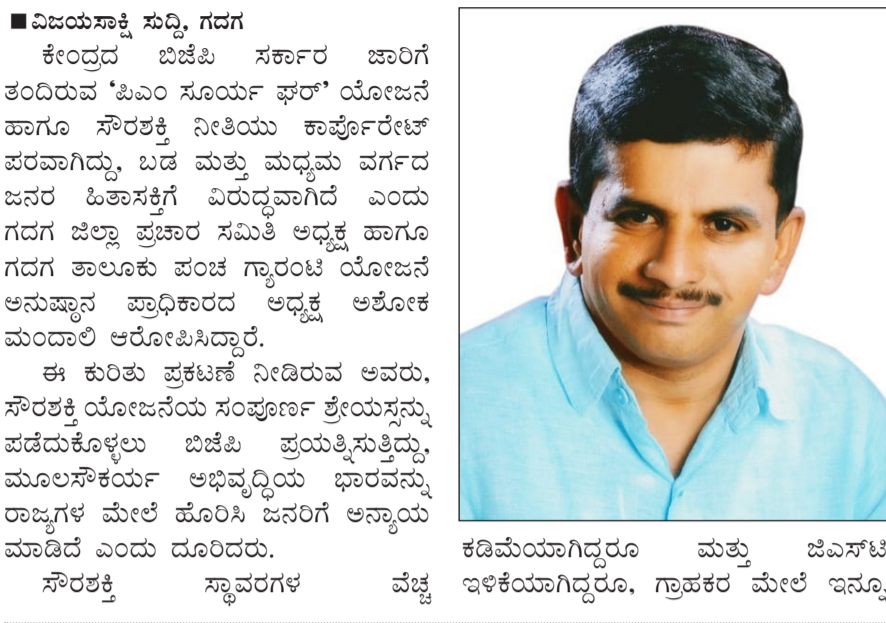 ■ ವಿಜಯಸಾಕ್ಷಿ ಸುದ್ದಿ, ಗದಗ
ಕೇಂದ್ರದ ಬಿಜೆಪಿ ಸರ್ಕಾರ ಜಾರಿಗೆ
ತಂದಿರುವ ‘ಪಿಎಂ ಸೂರ್ಯ ಘರ್’ ಯೋಜನೆ
ಹಾಗೂ ಸೌರಶಕ್ತಿ ನೀತಿಯು ಕಾರ್ಪೊರೇಟ್
ಪರವಾಗಿದ್ದು, ಬಡ ಮತ್ತು ಮಧ್ಯಮ ವರ್ಗದ
ಜನರ ಹಿತಾಸಕ್ತಿಗೆ ವಿರುದ್ಧವಾಗಿದೆ ಎಂದು
ಗದಗ ಜಿಲ್ಲಾ ಪ್ರಚಾರ ಸಮಿತಿ ಅಧ್ಯಕ್ಷ ಹಾಗೂ
ಗದಗ ತಾಲೂಕು ಪಂಚ ಗ್ಯಾರಂಟಿ ಯೋಜನೆ
ಅನುಷ್ಠಾನ ಪ್ರಾಧಿಕಾರದ ಅಧ್ಯಕ್ಷ ಅಶೋಕ
ಮಂದಾಲಿ ಆರೋಪಿಸಿದ್ದಾರೆ.
ಈ ಕುರಿತು ಪ್ರಕಟಣೆ ನೀಡಿರುವ ಅವರು,
ಸೌರಶಕ್ತಿ ಯೋಜನೆಯ ಸಂಪೂರ್ಣ ಶ್ರೇಯಸ್ಸನ್ನು
ಪಡೆದುಕೊಳ್ಳಲು ಬಿಜೆಪಿ ಪ್ರಯತ್ನಿಸುತ್ತಿದ್ದು,
ಮೂಲಸೌಕರ್ಯ ಅಭಿವೃದ್ಧಿಯ ಭಾರವನ್ನು
ರಾಜ್ಯಗಳ ಮೇಲೆ ಹೊರಿಸಿ ಜನರಿಗೆ ಅನ್ಯಾಯ
ಮಾಡಿದೆ ಎಂದು ದೂರಿದರು.
ಸೌರಶಕ್ತಿ ಸ್ಥಾವರಗಳ ವೆಚ್ಚ
ಕಡಿಮೆಯಾಗಿದ್ದರೂ ಮತ್ತು ಜಿಎಸ್‌ಟಿ
ಇಳಿಕೆಯಾಗಿದ್ದರೂ, ಗ್ರಾಹಕರ ಮೇಲೆ ಇನ್ನೂ